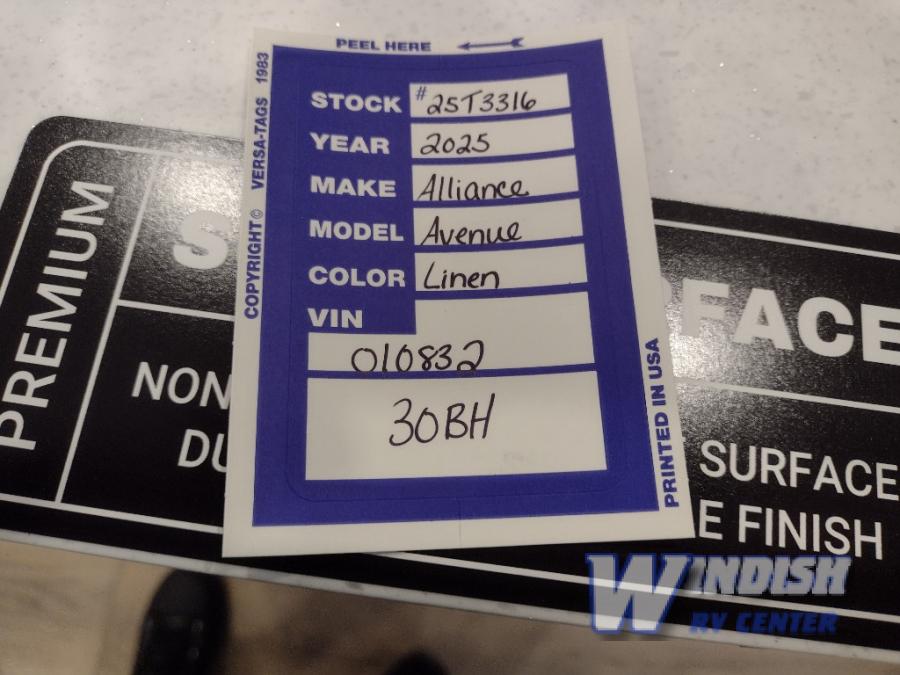 PEEL HERE
COPYRIGHT© VERSA-TAGS 1983
STOCK #25T3316
YEAR 2025
MAKE Alliance
MODEL Avenue
COLOR Linen
VIN
010832
30BH
PRINTED IN USA
PREMIUM
S FACE
NON
DU
SURFACE
E FINISH
WINDISH
RV CENTER